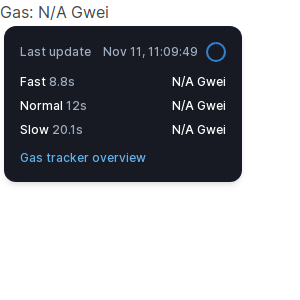 Gas: N/A Gwei
Last update Nov 11, 11:09:49
Fast 8.8s N/A Gwei
Normal 12s N/A Gwei
Slow 20.1s N/A Gwei
Gas tracker overview